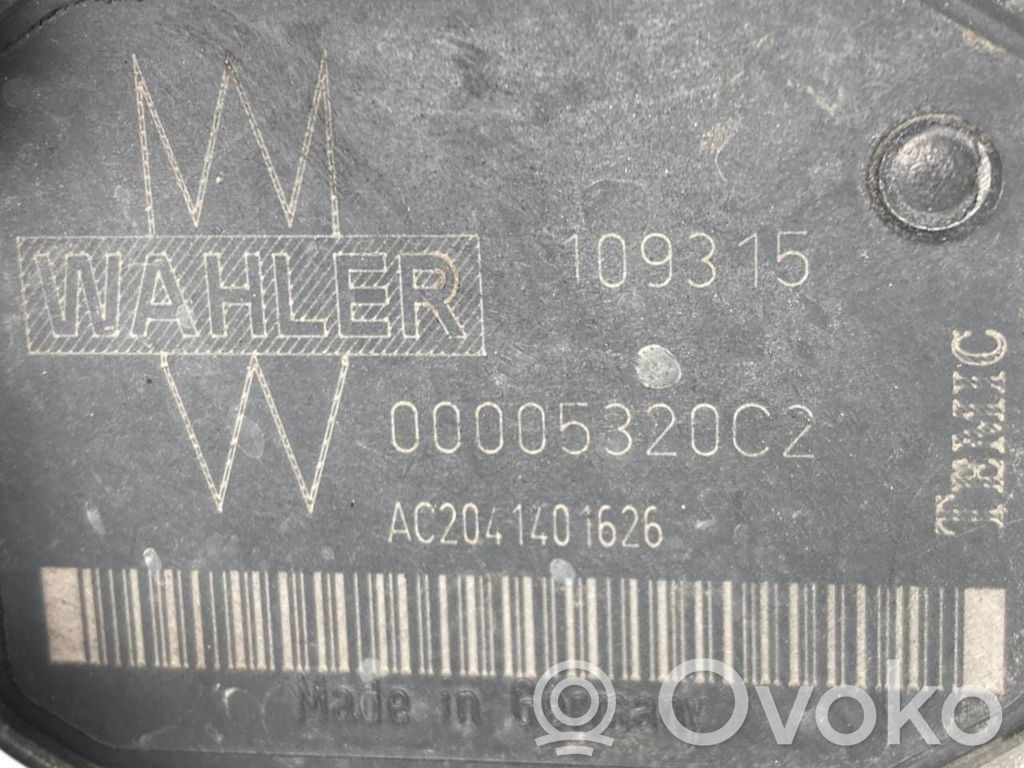 WAHLER
109315
00005320C2
AC2041401626
TEMIC
Made in Germany
Ovoko